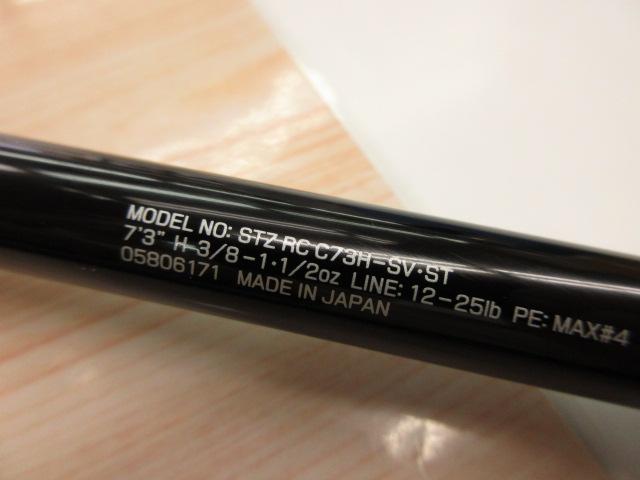 MODEL NO: STZ RC C73H-SV･ST
7'3" H 3/8-1･1/2oz LINE: 12-25lb PE: MAX#4
05806171 MADE IN JAPAN